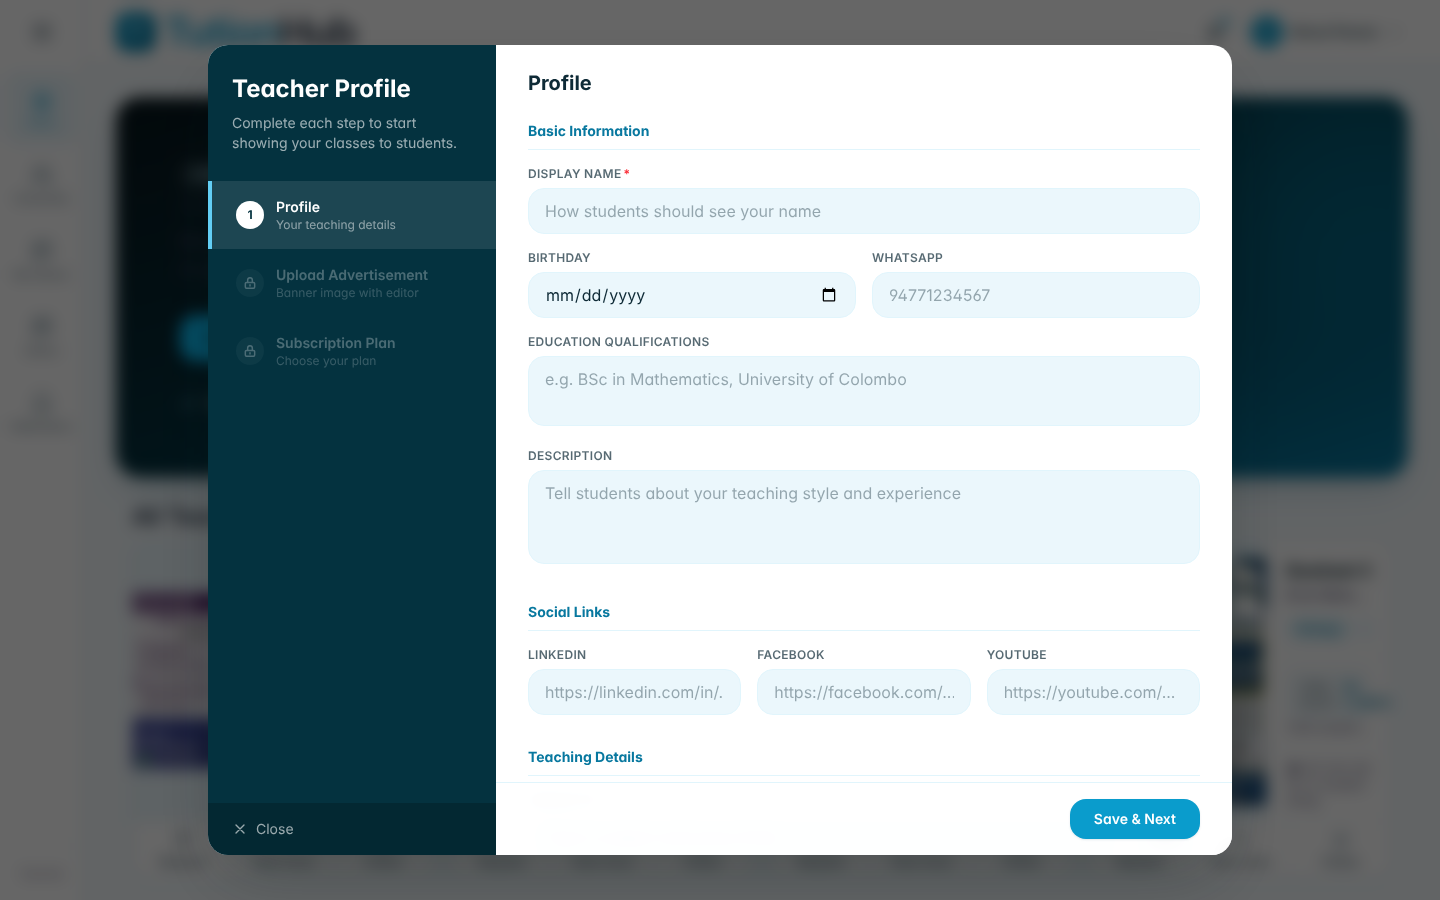 Teacher Profile
Complete each step to start
showing your classes to students.
1
Profile
Your teaching details
Upload Advertisement
Banner image with editor
Subscription Plan
Choose your plan
Close
Profile
Basic Information
DISPLAY NAME*
How students should see your name
BIRTHDAY
WHATSAPP
mm/dd/yyyy
94771234567
EDUCATION QUALIFICATIONS
e.g. BSc in Mathematics, University of Colombo
DESCRIPTION
Tell students about your teaching style and experience
Social Links
LINKEDIN
FACEBOOK
YOUTUBE
https://linkedin.com/in/.
https://facebook.com/...
https://youtube.com/...
Teaching Details
Save & Next